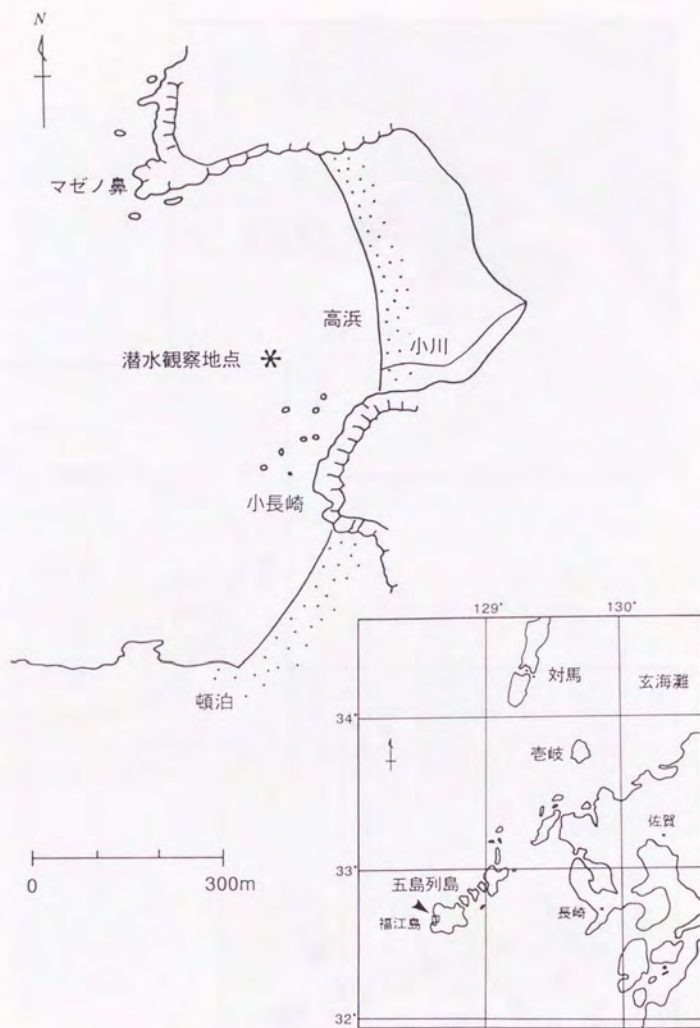 N
マゼノ鼻
高浜
小川
潜水観察地点
小長崎
頓泊
0 300m
129° 130°
対馬 玄海灘
34°
壱岐
佐賀
33°
五島列島
福江島
長崎
32°